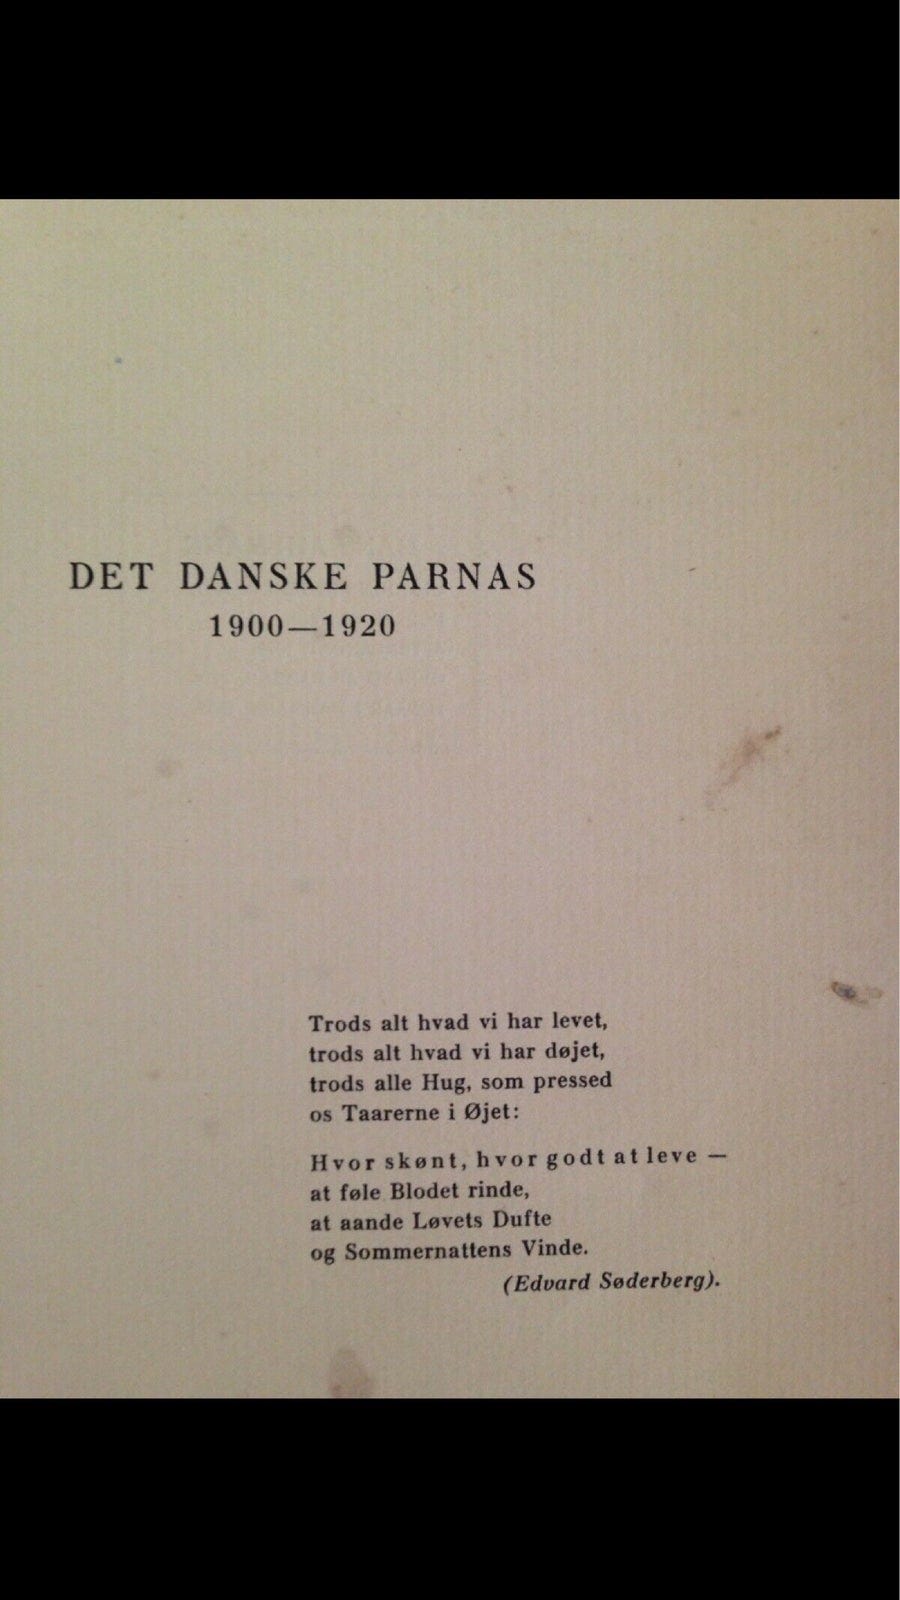 DET DANSKE PARNAS
1900—1920
Trods alt hvad vi har levet,
trods alt hvad vi har døjet,
trods alle Hug, som pressed
os Taarerne i Øjet:
Hvor skønt, hvor godt at leve —
at føle Blodet rinde,
at aande Løvets Dufte
og Sommernattens Vinde.
(Edvard Søderberg).